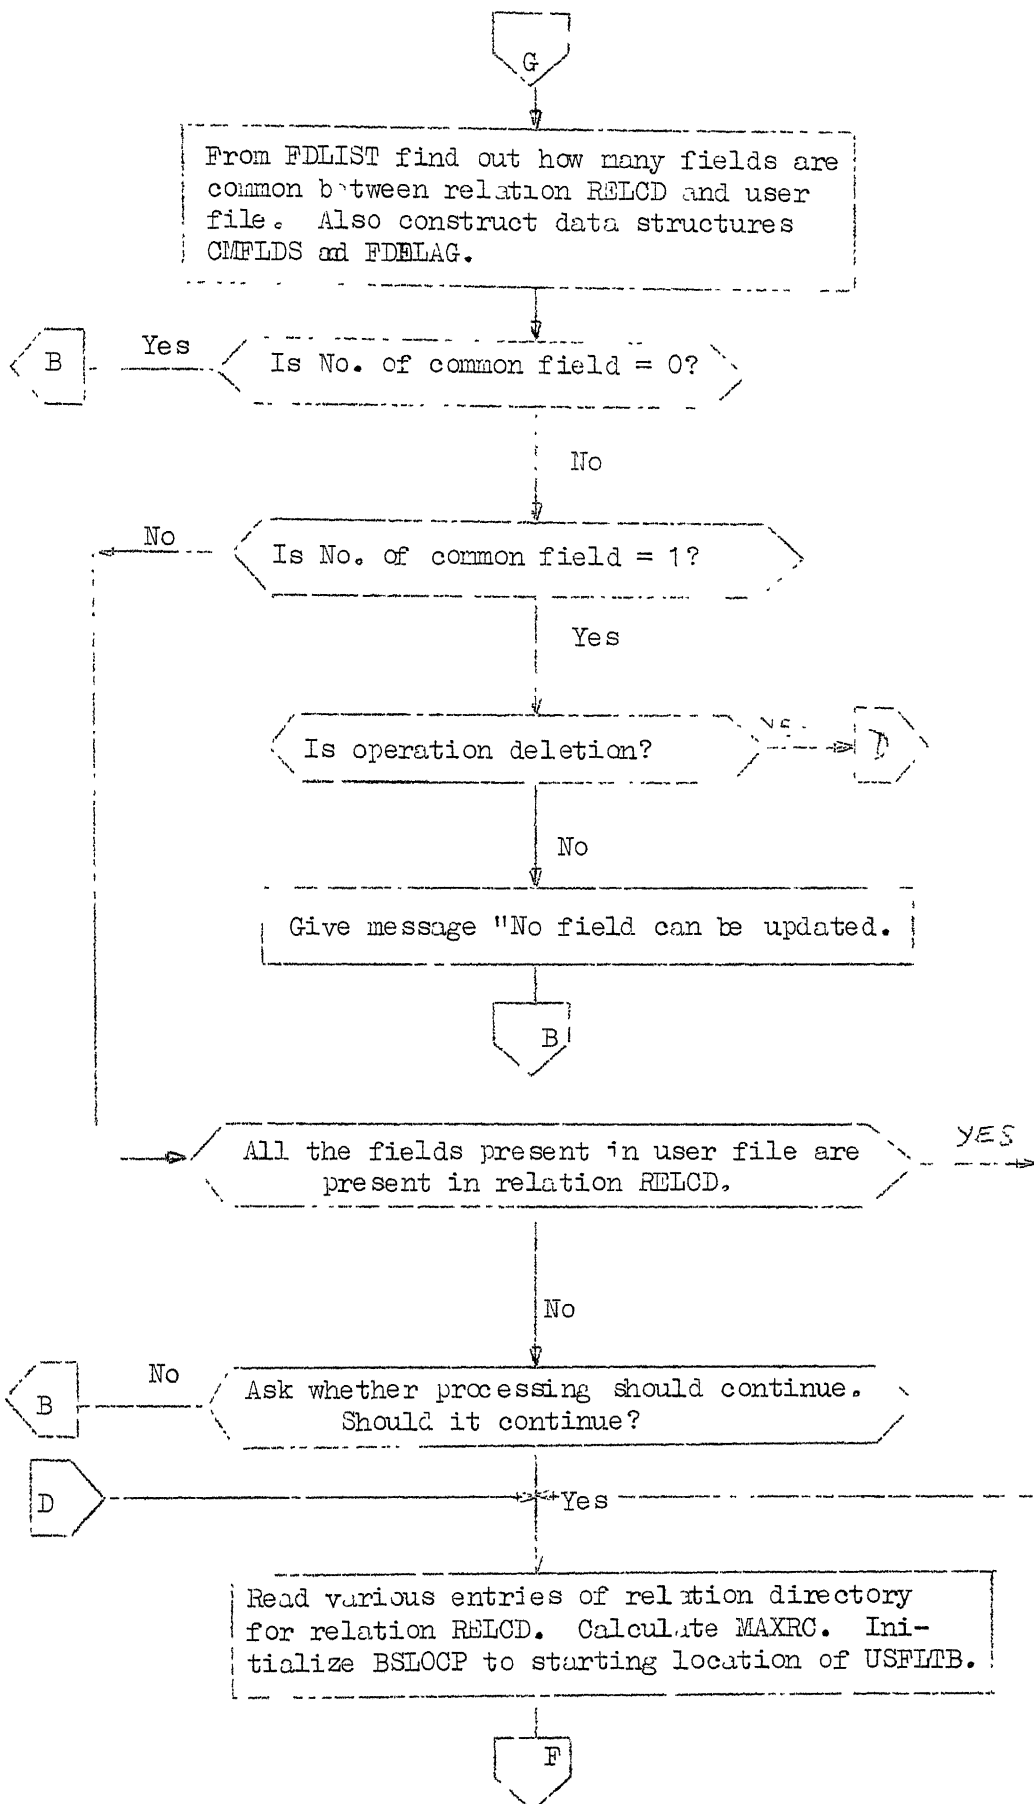 G
From FDLIST find out how many fields are
common between relation RELCD and user
file. Also construct data structures
CMFLDS and FDELAG.
B
Yes
Is No. of common field = 0?
No
No
Is No. of common field = 1?
Yes
Is operation deletion?
D
No
Give message "No field can be updated.
B
All the fields present in user file are
present in relation RELCD.
YES
No
B
No
Ask whether processing should continue.
Should it continue?
D
Yes
Read various entries of relation directory
for relation RELCD. Calculate MAXRC. Ini-
tialize BSLOCP to starting location of USFLTB.
F